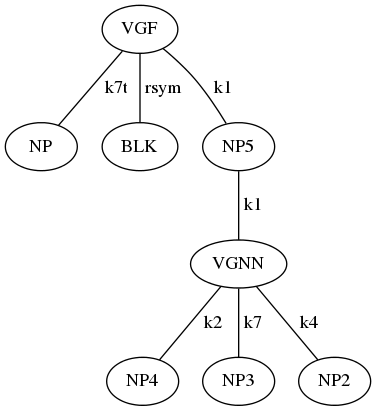 VGF
k7t rsym k1
NP BLK NP5
k1
VGNN
k2 k7 k4
NP4 NP3 NP2